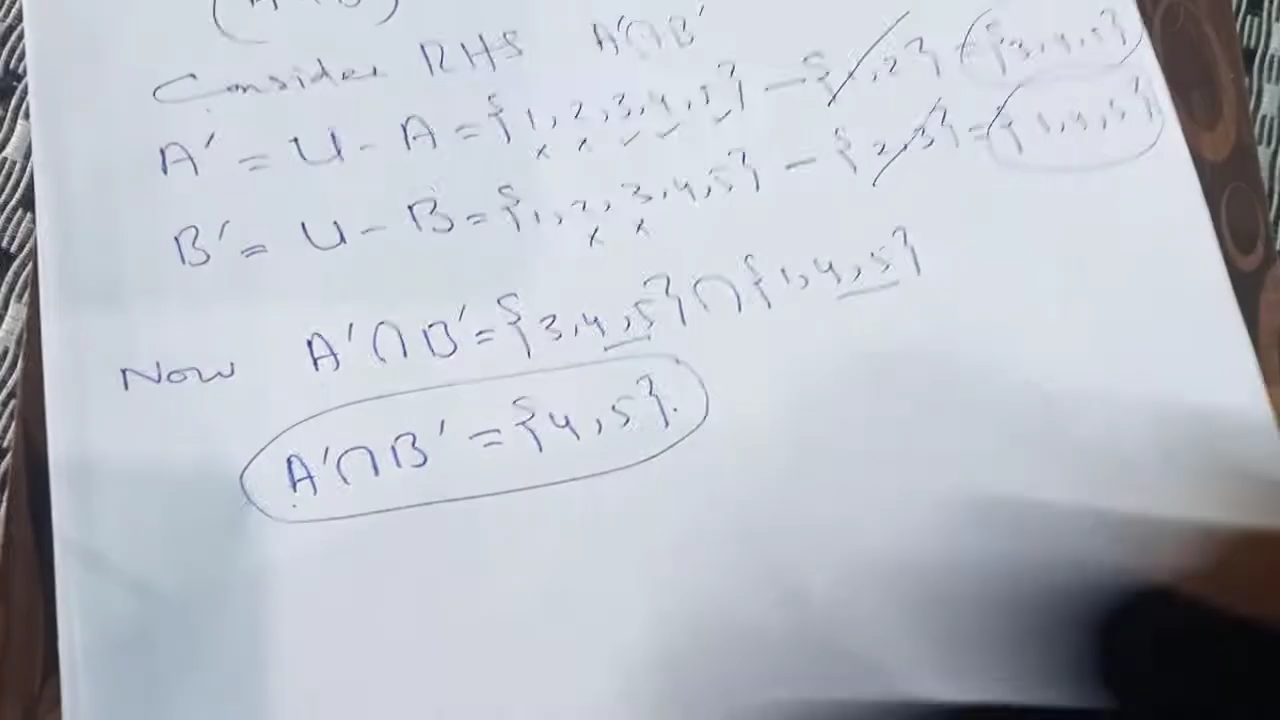 Consider RHS A'∩B'
A' = U - A = {1, 2, 3, 4, 5} - {1, 2} = {3, 4, 5}
B' = U - B = {1, 2, 3, 4, 5} - {2, 3} = {1, 4, 5}
Now A'∩B' = {3, 4, 5} ∩ {1, 4, 5}
A'∩B' = {4, 5}.